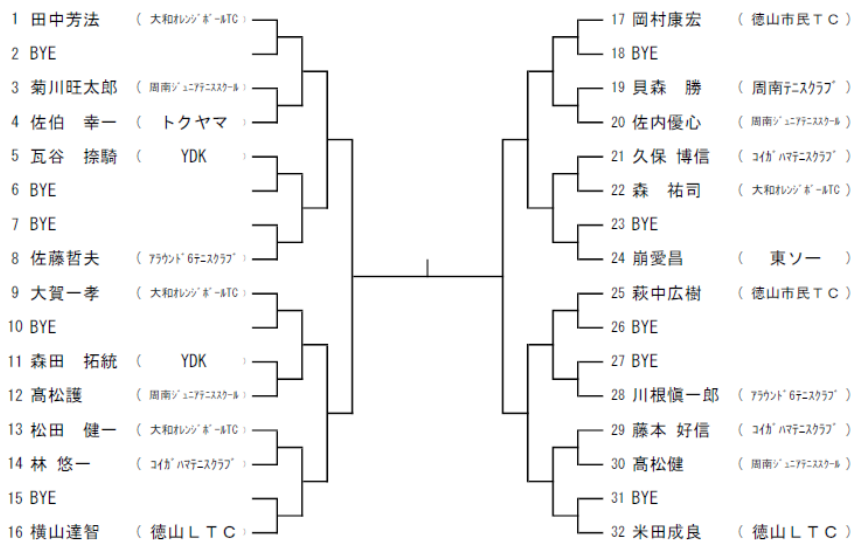 1 田中芳法 ( 大和オレンジボールTC )
2 BYE
3 菊川旺太郎 ( 周南ジュニアテニススクール )
4 佐伯 幸一 ( トクヤマ )
5 瓦谷 捺騎 ( YDK )
6 BYE
7 BYE
8 佐藤哲夫 ( アラウンド6テニスクラブ )
9 大賀一孝 ( 大和オレンジボールTC )
10 BYE
11 森田 拓統 ( YDK )
12 髙松護 ( 周南ジュニアテニススクール )
13 松田 健一 ( 大和オレンジボールTC )
14 林 悠一 ( コイガハマテニスクラブ )
15 BYE
16 横山達智 ( 徳山LTC )
17 岡村康宏 ( 徳山市民TC )
18 BYE
19 貝森 勝 ( 周南テニスクラブ )
20 佐内優心 ( 周南ジュニアテニススクール )
21 久保 博信 ( コイガハマテニスクラブ )
22 森 祐司 ( 大和オレンジボールTC )
23 BYE
24 崩愛昌 ( 東ソー )
25 萩中広樹 ( 徳山市民TC )
26 BYE
27 BYE
28 川根愼一郎 ( アラウンド6テニスクラブ )
29 藤本 好信 ( コイガハマテニスクラブ )
30 髙松健 ( 周南ジュニアテニススクール )
31 BYE
32 米田成良 ( 徳山LTC )